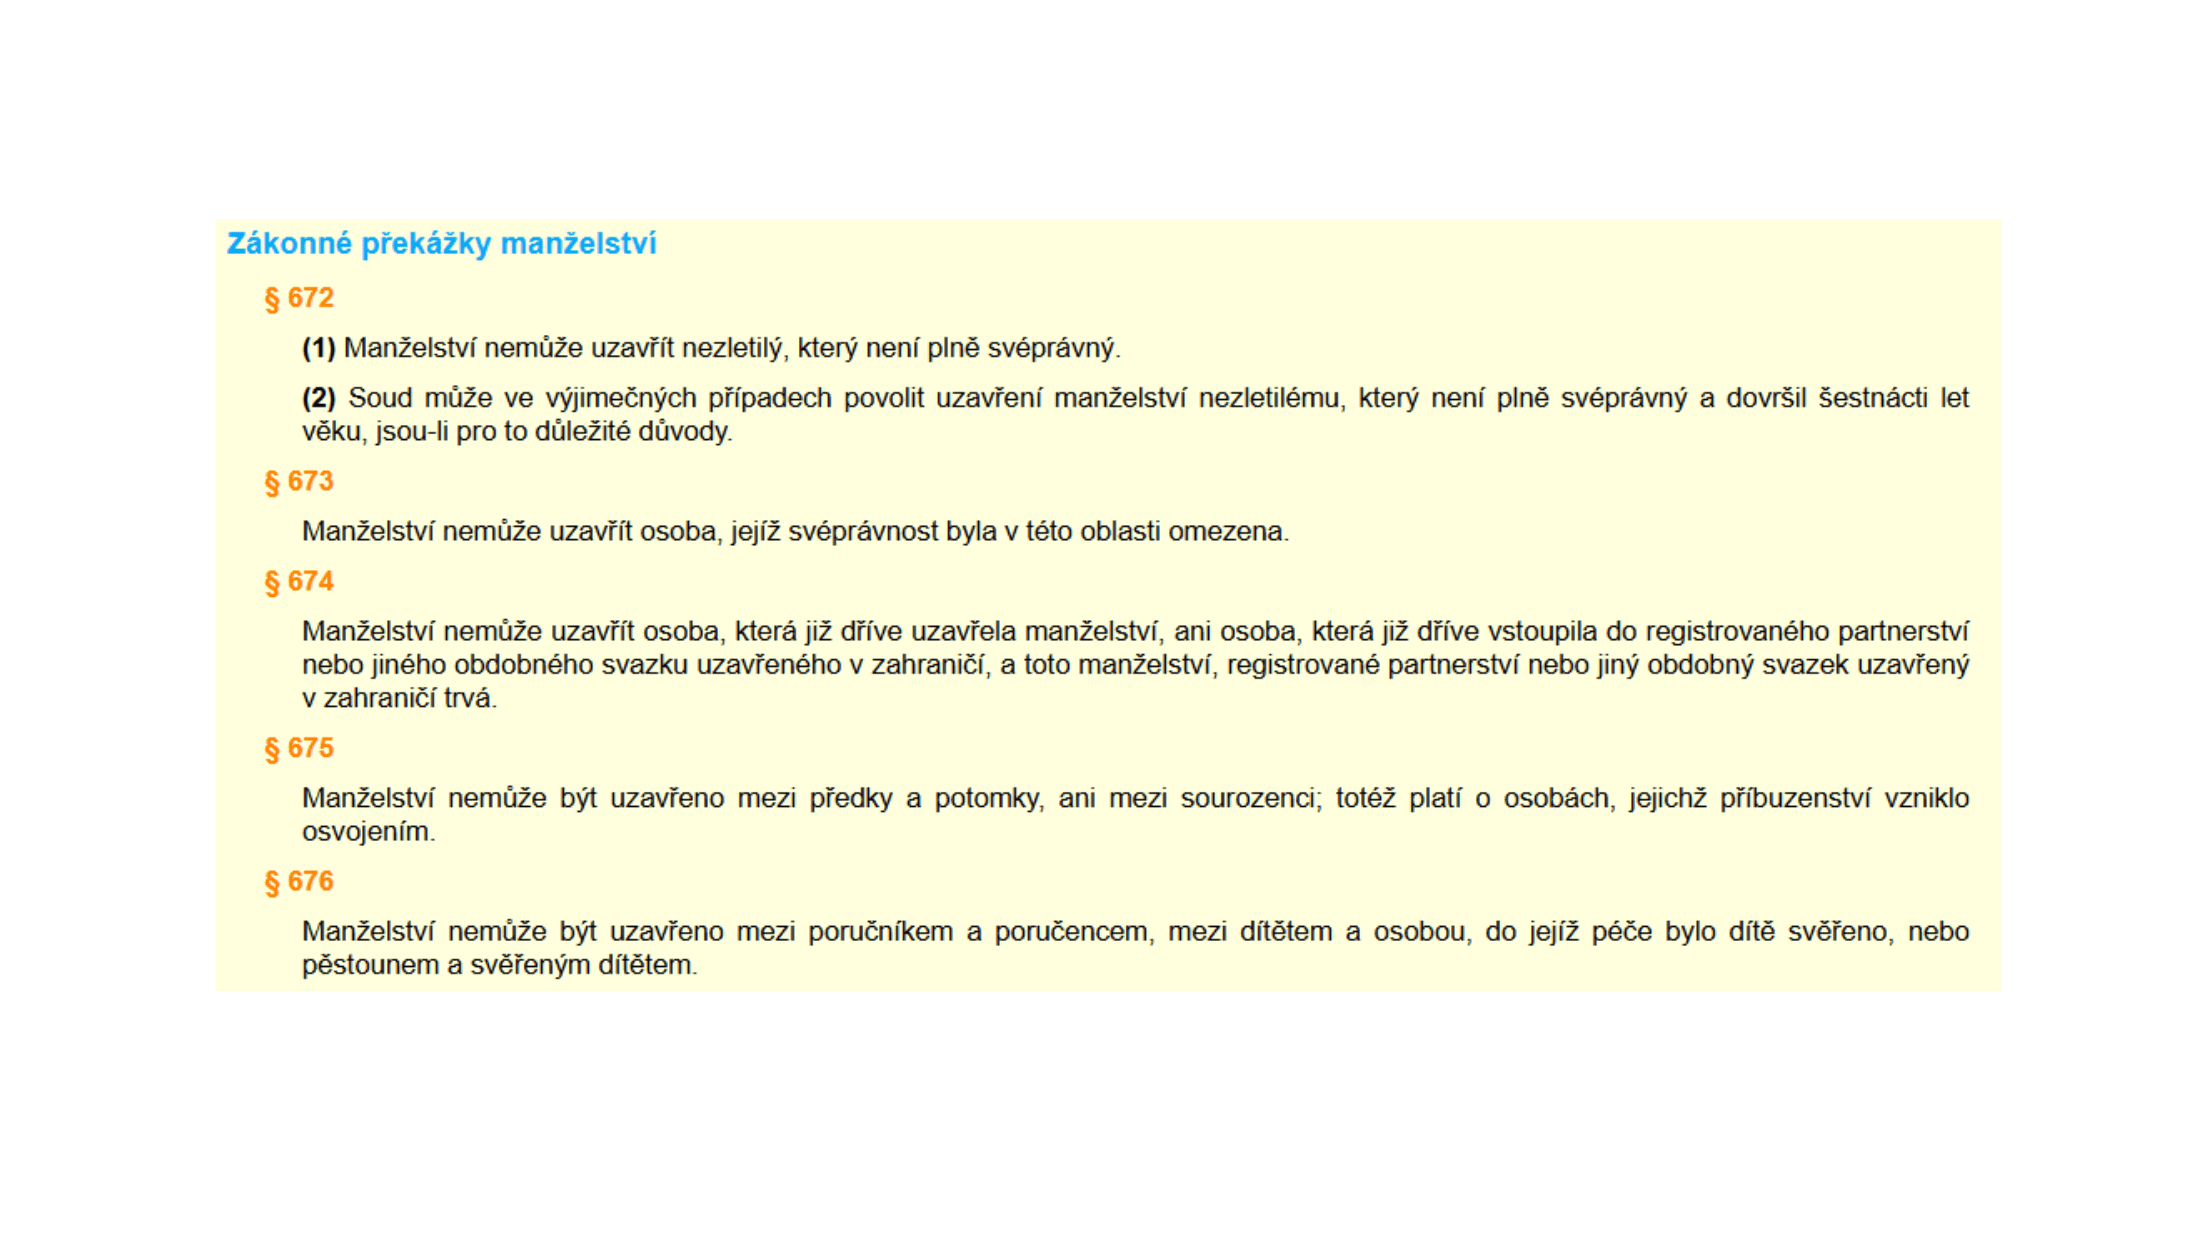 Zákonné překážky manželství
§ 672
(1) Manželství nemůže uzavřít nezletilý, který není plně svéprávný.
(2) Soud může ve výjimečných případech povolit uzavření manželství nezletilému, který není plně svéprávný a dovršil šestnácti let
věku, jsou-li pro to důležité důvody.
§ 673
Manželství nemůže uzavřít osoba, jejíž svéprávnost byla v této oblasti omezena.
§ 674
Manželství nemůže uzavřít osoba, která již dříve uzavřela manželství, ani osoba, která již dříve vstoupila do registrovaného partnerství
nebo jiného obdobného svazku uzavřeného v zahraničí, a toto manželství, registrované partnerství nebo jiný obdobný svazek uzavřený
v zahraničí trvá.
§ 675
Manželství nemůže být uzavřeno mezi předky a potomky, ani mezi sourozenci; totéž platí o osobách, jejichž příbuzenství vzniklo
osvojením.
§ 676
Manželství nemůže být uzavřeno mezi poručníkem a poručencem, mezi dítětem a osobou, do jejíž péče bylo dítě svěřeno, nebo
pěstounem a svěřeným dítětem.